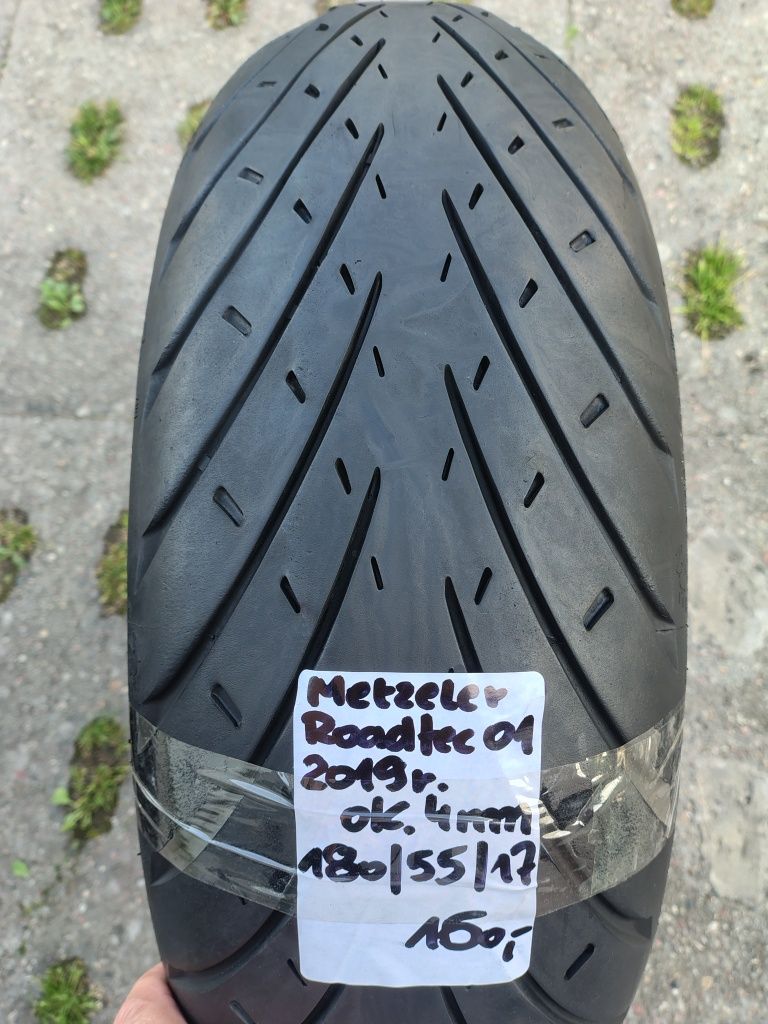 Metzeler
Roadtec 01
2019r.
ok. 4mm
180/55/17
160,-